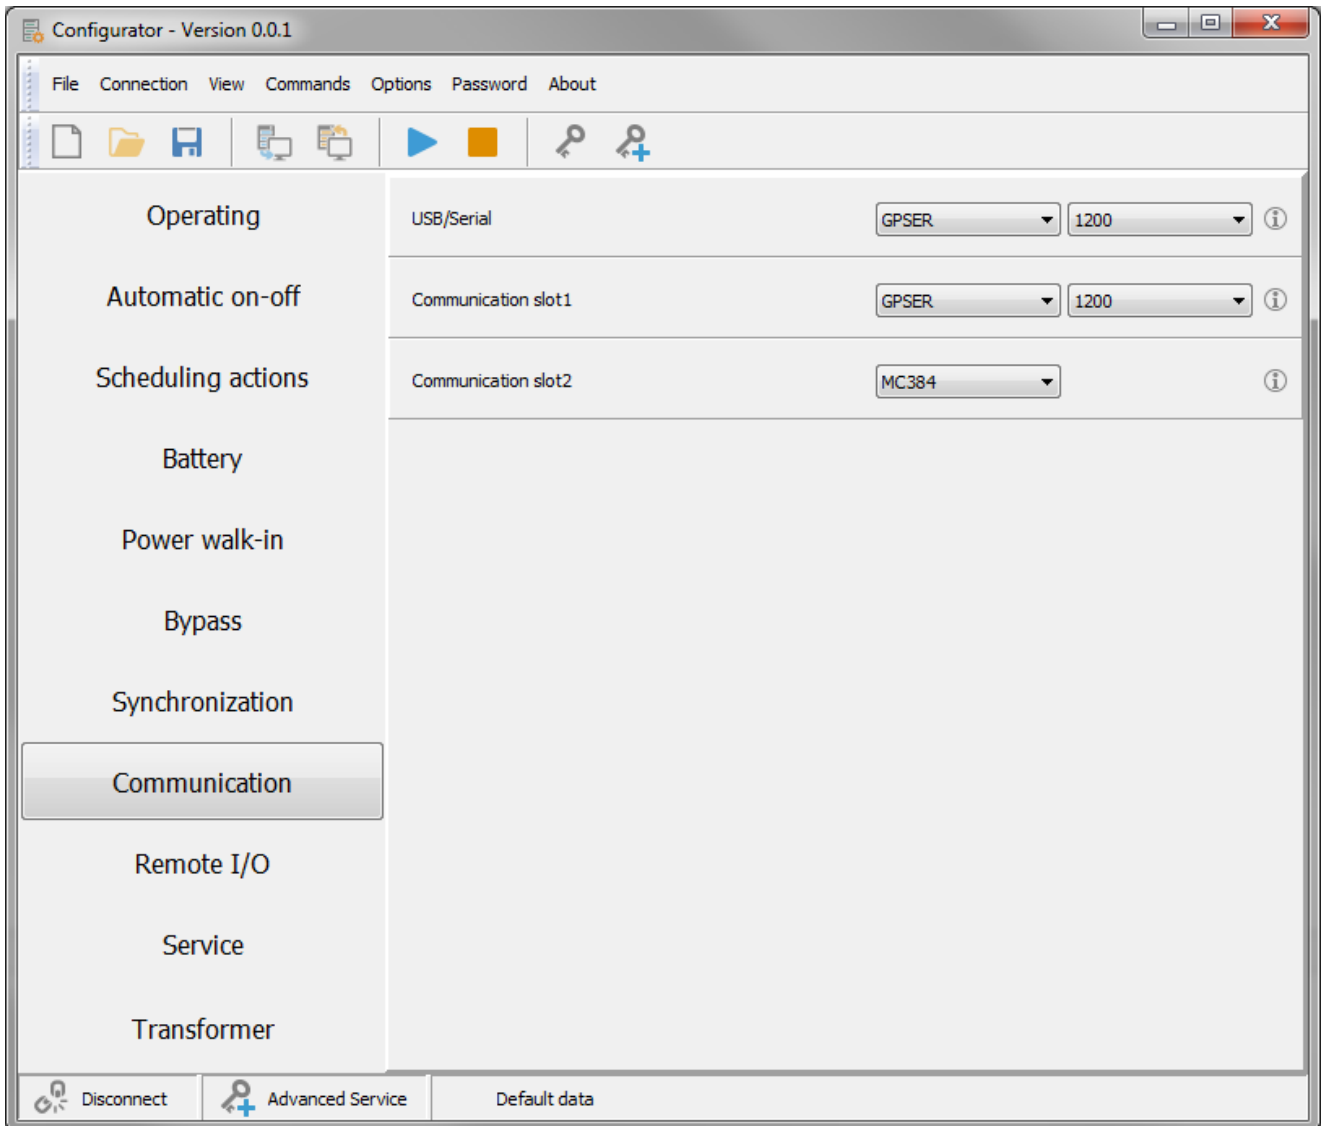 Configurator - Version 0.0.1
File Connection View Commands Options Password About
Operating
USB/Serial GPSER 1200
Automatic on-off
Communication slot1 GPSER 1200
Scheduling actions
Communication slot2 MC384
Battery
Power walk-in
Bypass
Synchronization
Communication
Remote I/O
Service
Transformer
Disconnect Advanced Service Default data